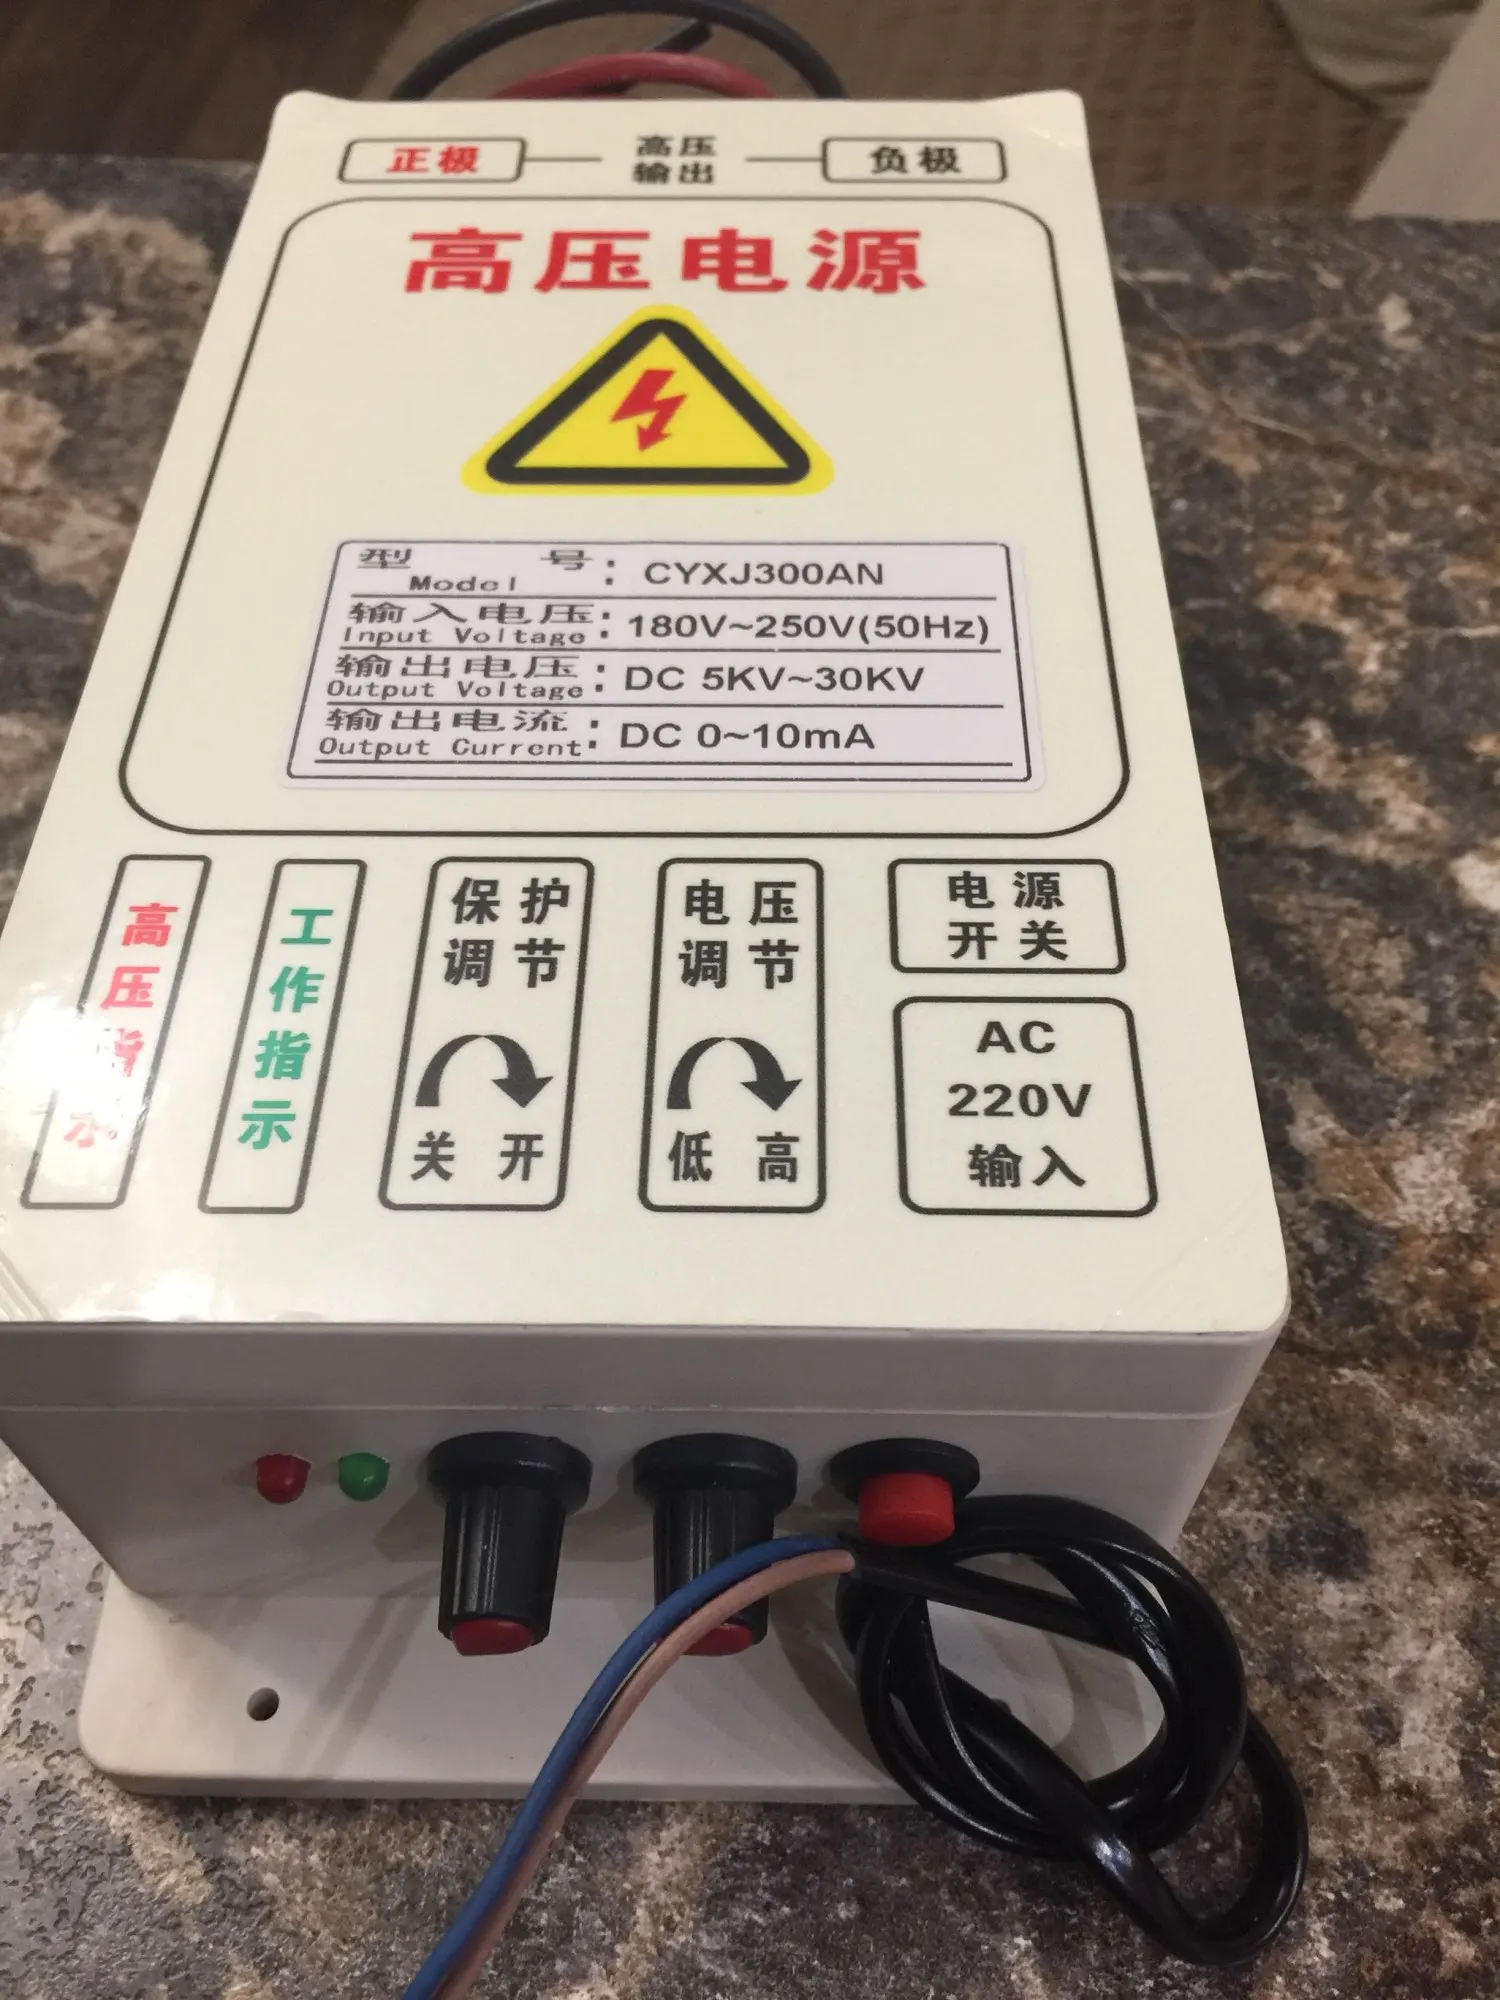 正极
高压
输出
负极
高压电源
型 号: CYXJ300AN
Model
输入电压: 180V~250V(50Hz)
Input Voltage:
输出电压: DC 5KV~30KV
Output Voltage:
输出电流: DC 0~10mA
Output Current:
高压指示
工作指示
保护
调节
关 开
电压
调节
低 高
电源
开关
AC
220V
输入